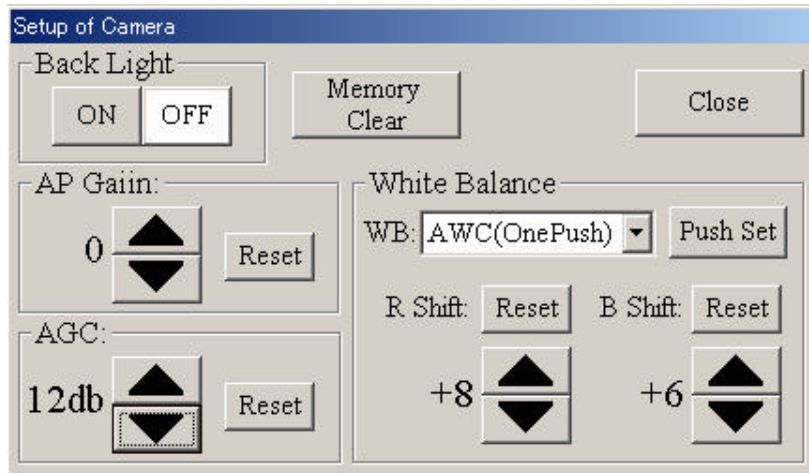 Setup of Camera
Back Light
ON OFF
Memory
Clear
Close
AP Gaiin:
0
Reset
AGC:
12db
Reset
White Balance
WB: AWC(OnePush) Push Set
R Shift: Reset B Shift: Reset
+8 +6